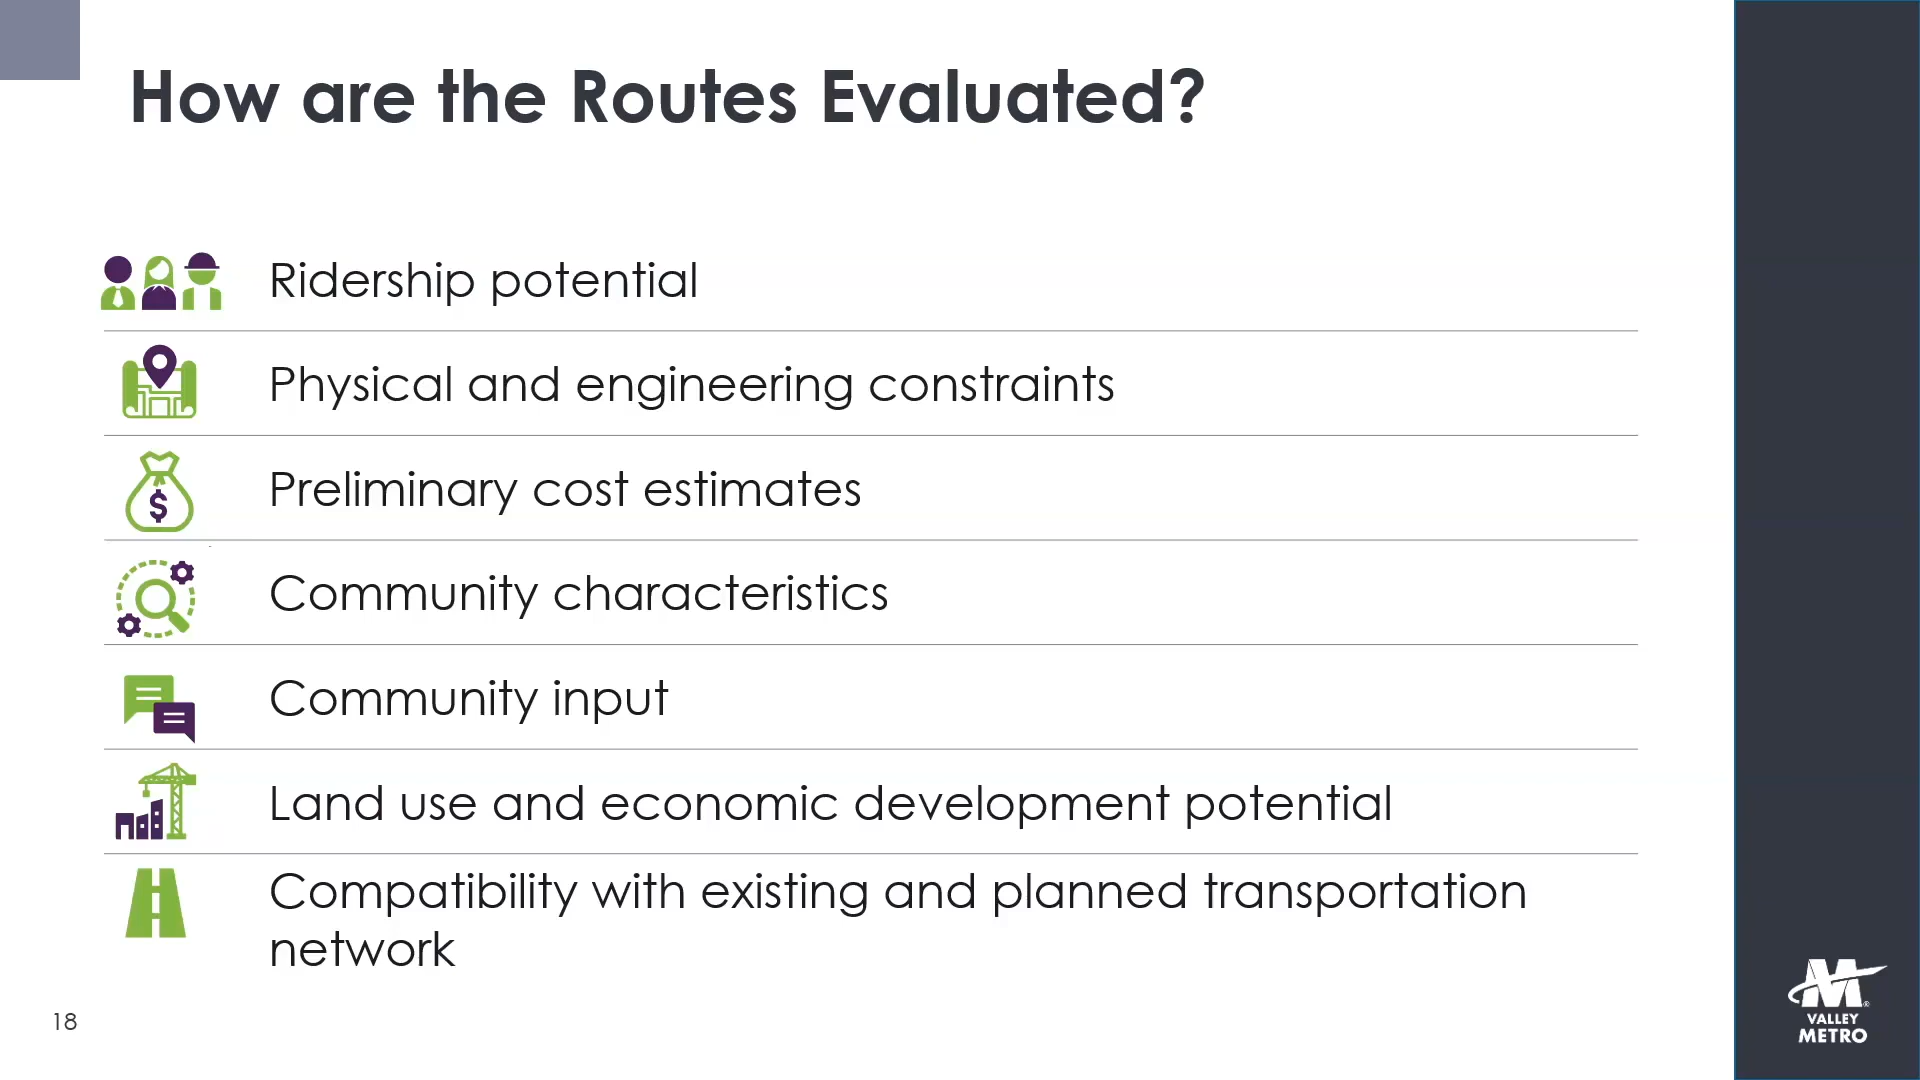 How are the Routes Evaluated?
Ridership potential
Physical and engineering constraints
$
Preliminary cost estimates
Community characteristics
Community input
Land use and economic development potential
Compatibility with existing and planned transportation
network
18
VALLEY
METRO